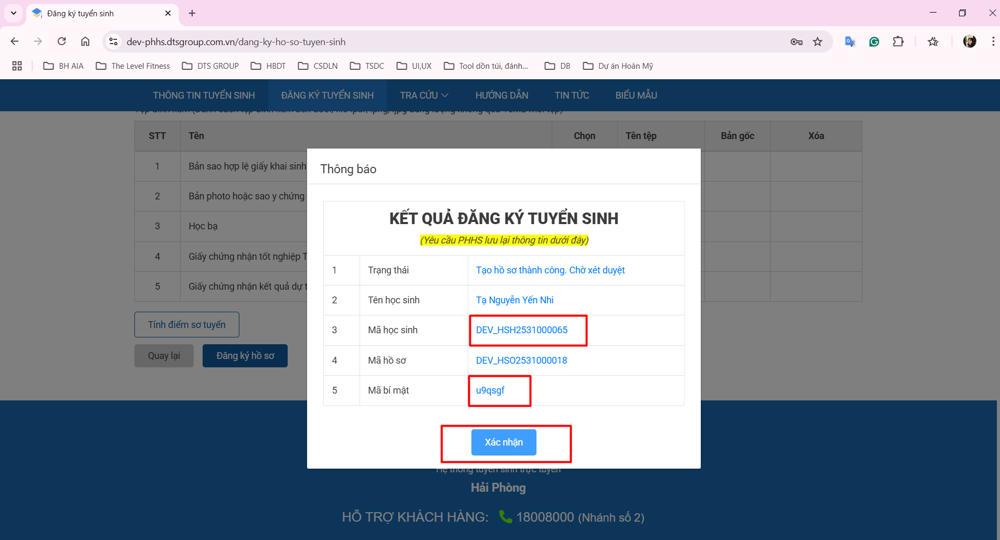 Đăng ký tuyển sinh
dev-phhs.dtsgroup.com.vn/dang-ky-ho-so-tuyen-sinh
BH AIA The Level Fitness DTS GROUP HBDT CSDLN TSDC UI,UX Tool dồn túi, đánh... DB Dự án Hoàn Mỹ
THÔNG TIN TUYỂN SINH ĐĂNG KÝ TUYỂN SINH TRA CỨU HƯỚNG DẪN TIN TỨC BIỂU MẪU
STT Tên Chọn Tên tệp Bản gốc Xóa
1 Bản sao hợp lệ giấy khai sinh
2 Bản photo hoặc sao y chứng
3 Học bạ
4 Giấy chứng nhận tốt nghiệp T
5 Giấy chứng nhận kết quả dự t
Tính điểm sơ tuyển
Quay lại Đăng ký hồ sơ
Thông báo
KẾT QUẢ ĐĂNG KÝ TUYỂN SINH
(Yêu cầu PHHS lưu lại thông tin dưới đây)
1 Trạng thái Tạo hồ sơ thành công. Chờ xét duyệt
2 Tên học sinh Tạ Nguyễn Yến Nhi
3 Mã học sinh DEV_HSH2531000065
4 Mã hồ sơ DEV_HSO2531000018
5 Mã bí mật u9qsgf
Xác nhận
Hệ thống tuyển sinh trực tuyến
Hải Phòng
HỖ TRỢ KHÁCH HÀNG: 18008000 (Nhánh số 2)